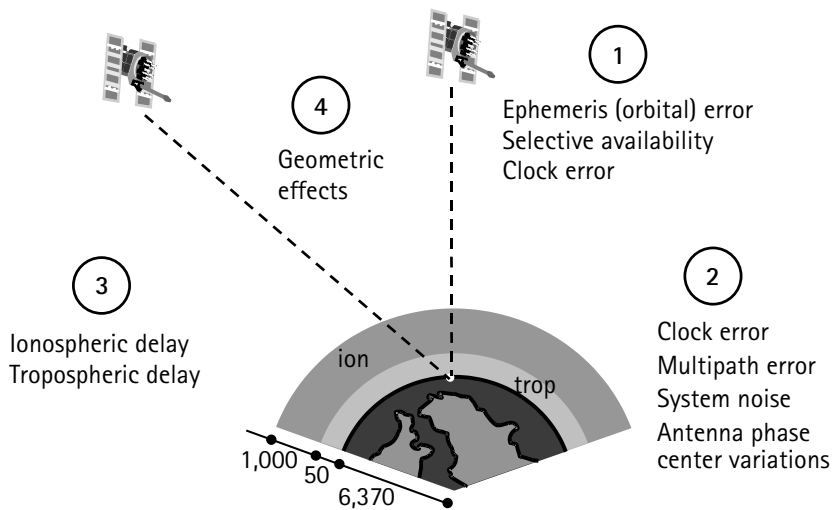 1
Ephemeris (orbital) error
Selective availability
Clock error
4
Geometric
effects
3
Ionospheric delay
Tropospheric delay
2
Clock error
Multipath error
System noise
Antenna phase
center variations
ion
trop
1,000
50
6,370